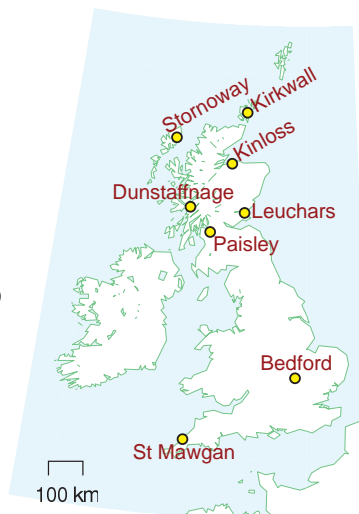 Kirkwall
Stornoway
Kinloss
Dunstaffnage
Leuchars
Paisley
Bedford
St Mawgan
100 km